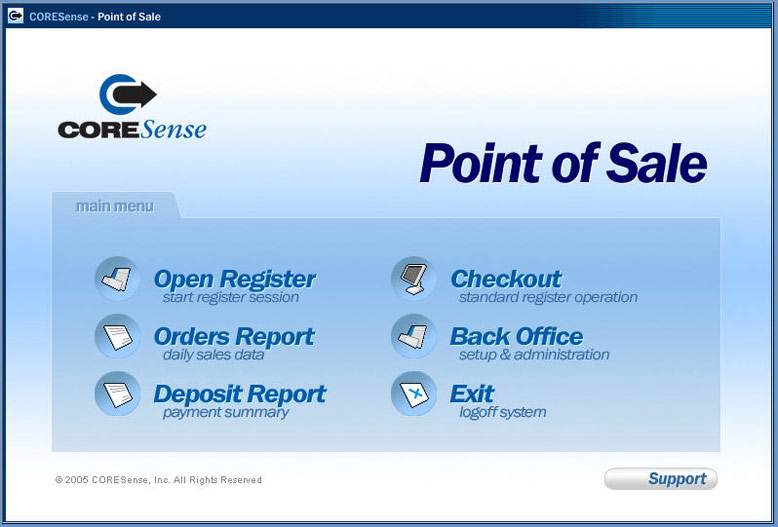 CORESense - Point of Sale
CORESense
Point of Sale
main menu
Open Register
start register session
Checkout
standard register operation
Orders Report
daily sales data
Back Office
setup & administration
Deposit Report
payment summary
Exit
logoff system
© 2005 CORESense, Inc. All Rights Reserved
Support